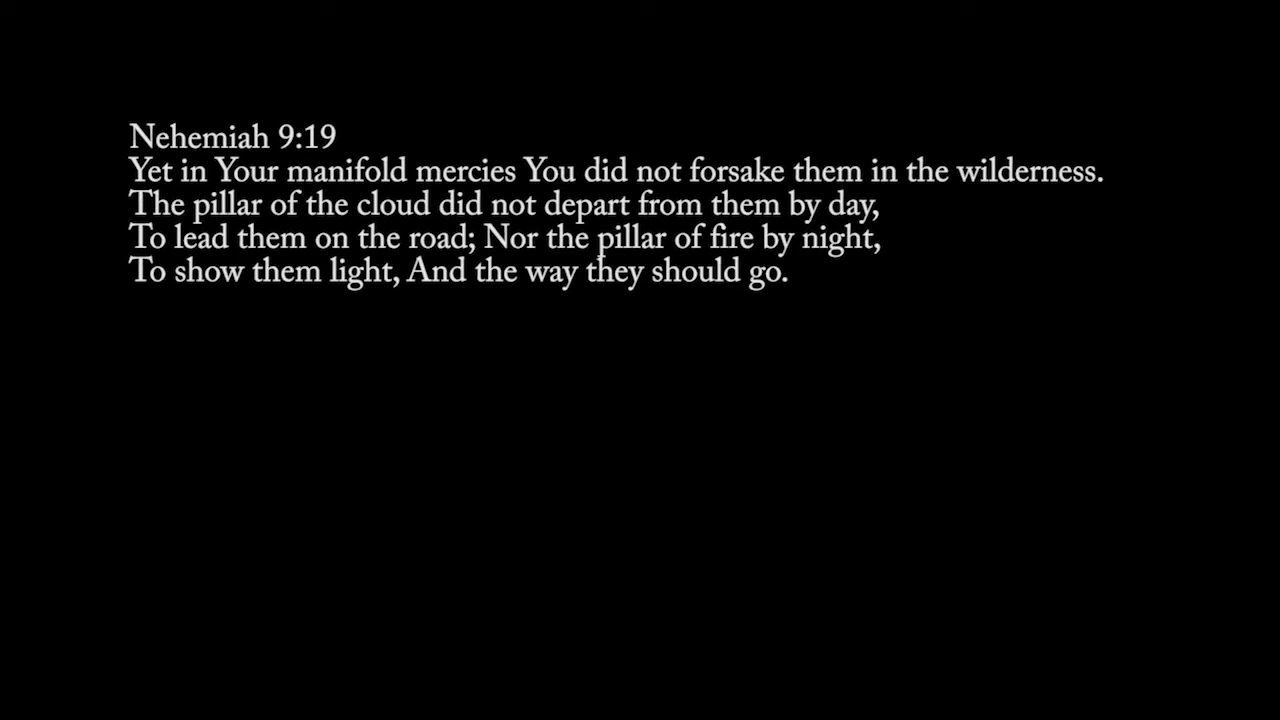 Nehemiah 9:19
Yet in Your manifold mercies You did not forsake them in the wilderness.
The pillar of the cloud did not depart from them by day,
To lead them on the road; Nor the pillar of fire by night,
To show them light, And the way they should go.